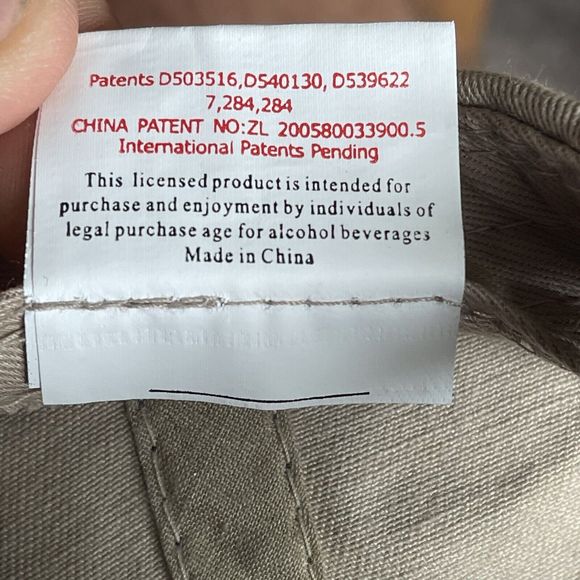 Patents D503516,D540130, D539622
7,284,284
CHINA PATENT NO:ZL 200580033900.5
International Patents Pending
This licensed product is intended for
purchase and enjoyment by individuals of
legal purchase age for alcohol beverages
Made in China